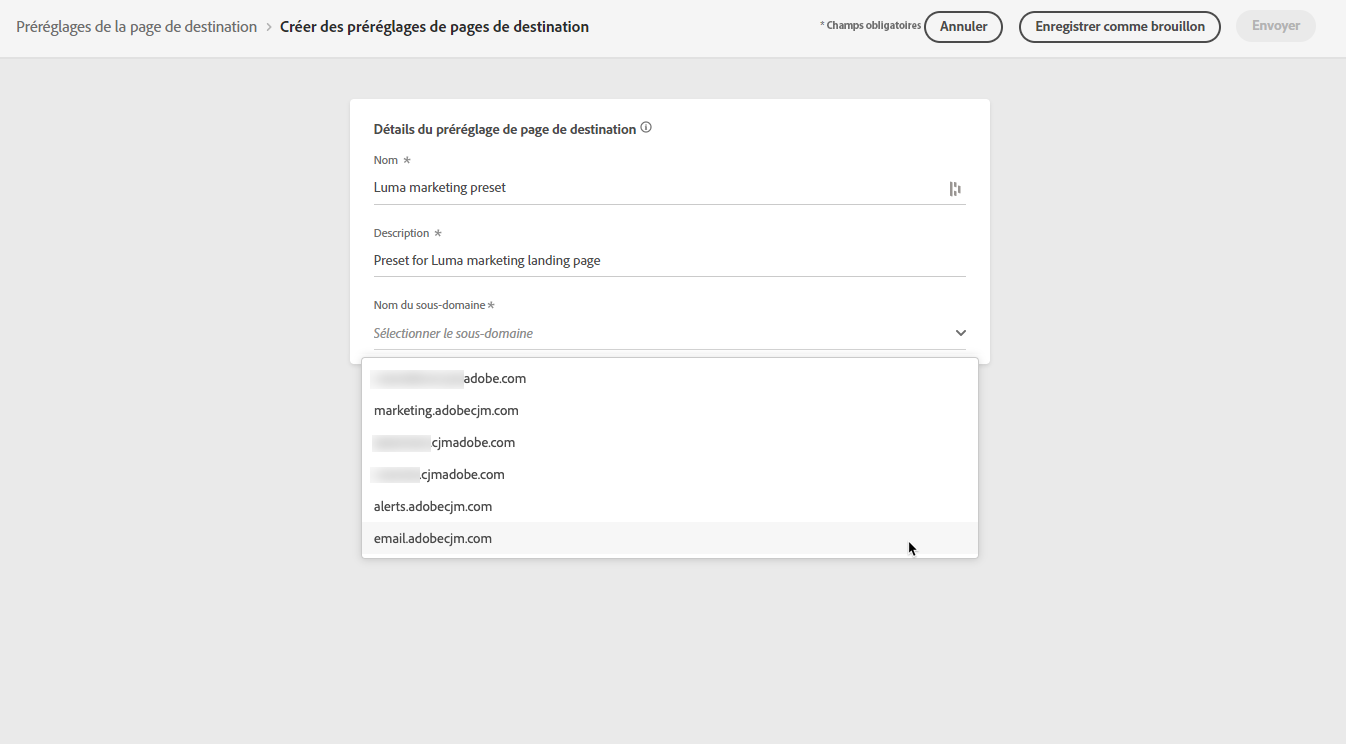 Préréglages de la page de destination > Créer des préréglages de pages de destination
* Champs obligatoires
Annuler
Enregistrer comme brouillon
Envoyer
Détails du préréglage de page de destination
Nom *
Luma marketing preset
Description *
Preset for Luma marketing landing page
Nom du sous-domaine *
Sélectionner le sous-domaine
adobe.com
marketing.adobecjm.com
.cjmadobe.com
.cjmadobe.com
alerts.adobecjm.com
email.adobecjm.com